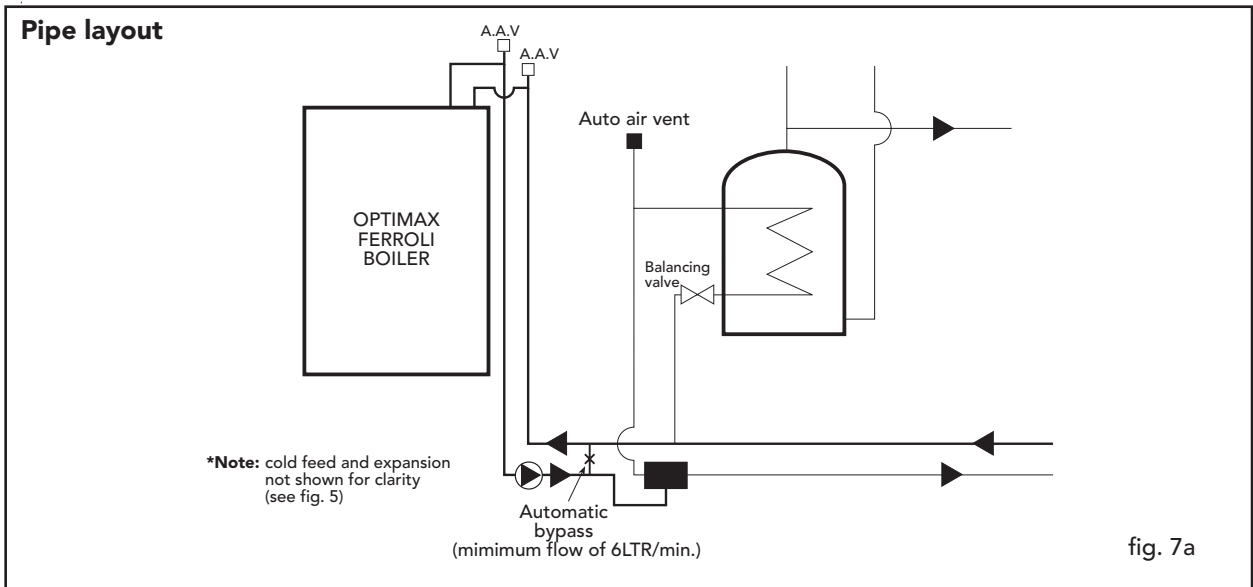 Pipe layout
A.A.V
A.A.V
Auto air vent
OPTIMAX
FERROLI
BOILER
Balancing
valve
*Note: cold feed and expansion
not shown for clarity
(see fig. 5)
Automatic
bypass
(mimimum flow of 6LTR/min.)
fig. 7a